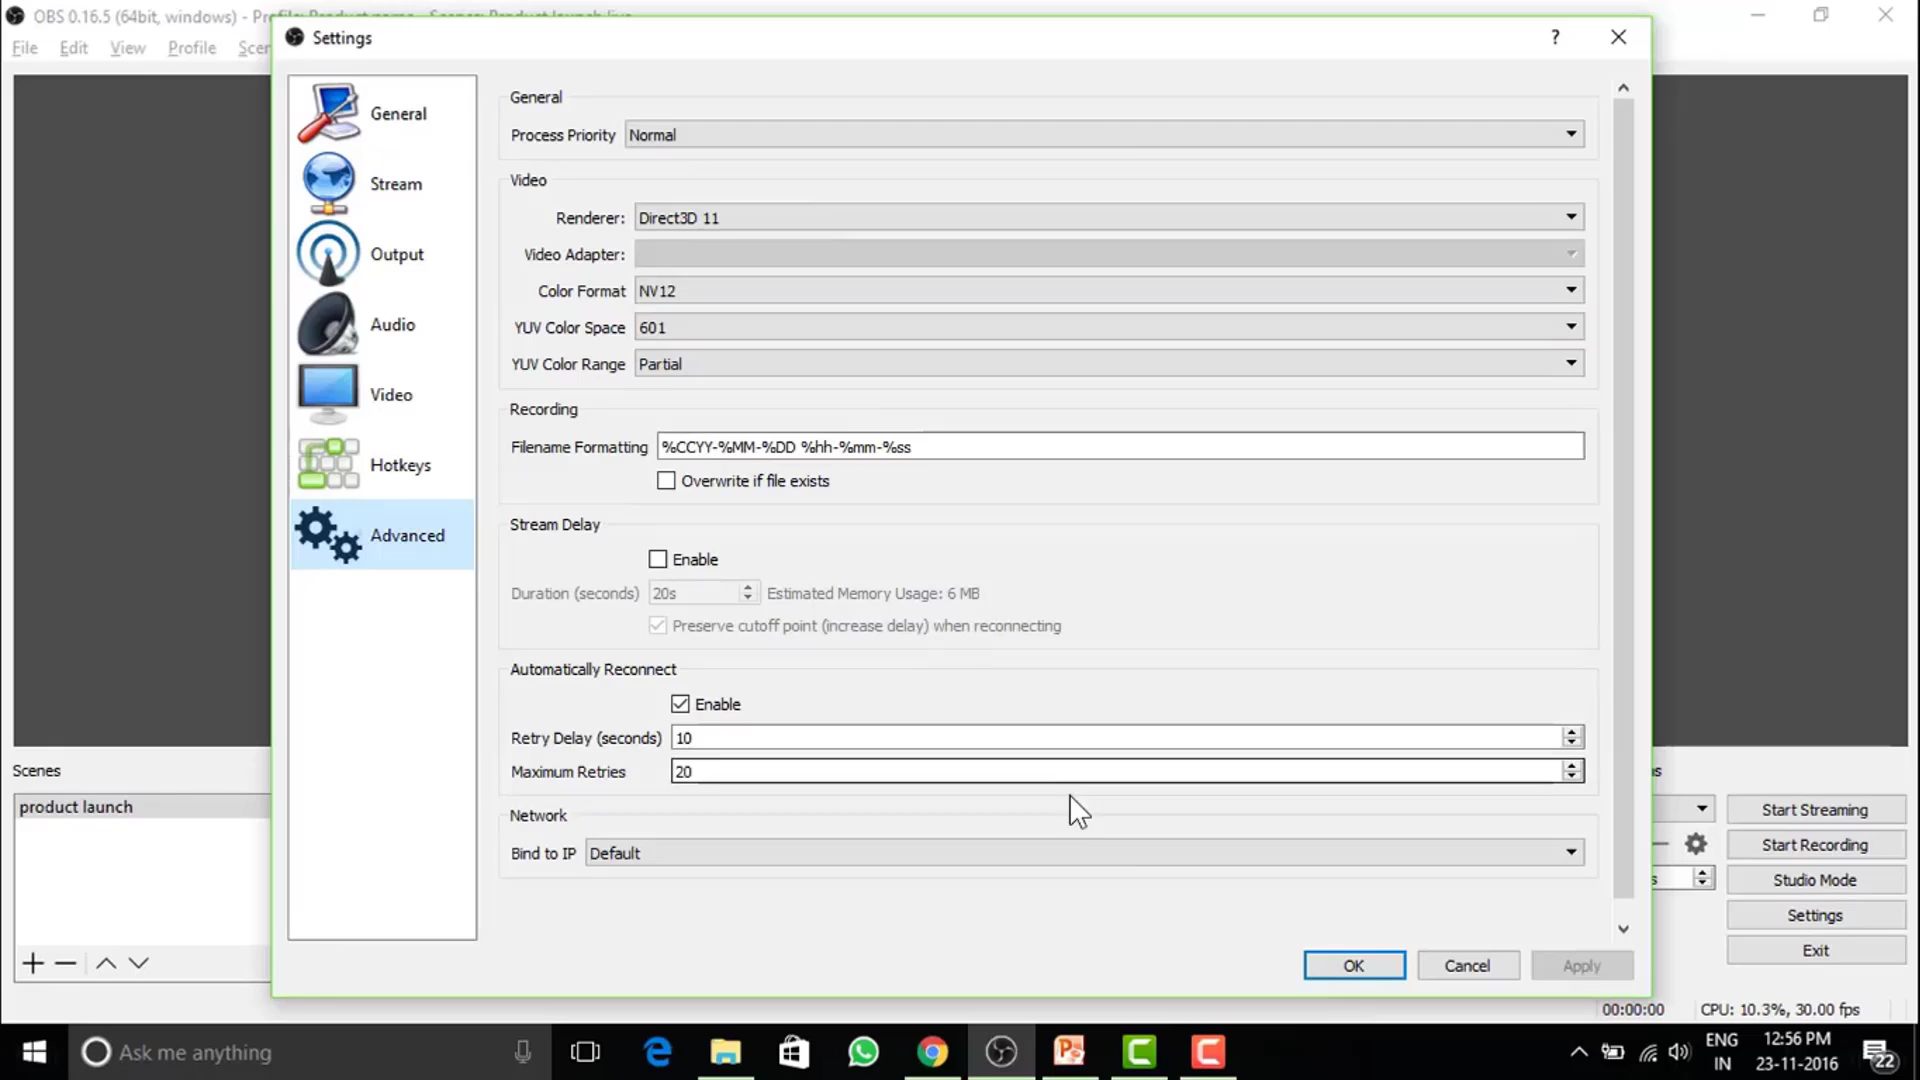 OBS 0.16.5 (64bit, windows) -
Settings
?
File Edit View Profile
General
Stream
Output
Audio
Video
Hotkeys
Advanced
General
Process Priority Normal
Video
Renderer: Direct3D 11
Video Adapter:
Color Format NV12
YUV Color Space 601
YUV Color Range Partial
Recording
Filename Formatting %CCYY-%MM-%DD %hh-%mm-%ss
Overwrite if file exists
Stream Delay
Enable
Duration (seconds) 20s Estimated Memory Usage: 6 MB
Preserve cutoff point (increase delay) when reconnecting
Automatically Reconnect
Enable
Retry Delay (seconds) 10
Maximum Retries 20
Network
Bind to IP Default
OK Cancel Apply
Scenes
product launch
Start Streaming
Start Recording
Studio Mode
Settings
Exit
00:00:00 CPU: 10.3%, 30.00 fps
Ask me anything
ENG
IN
12:56 PM
23-11-2016
22